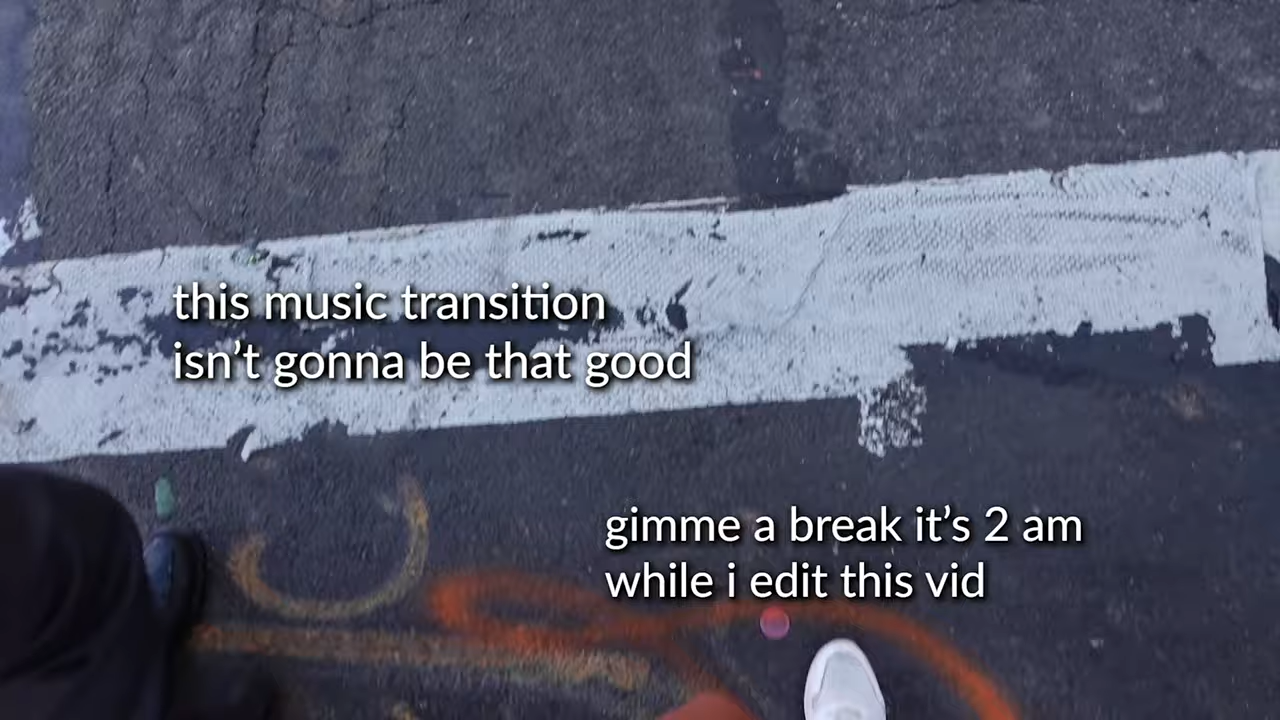 this music transition
isn’t gonna be that good
gimme a break it’s 2 am
while i edit this vid